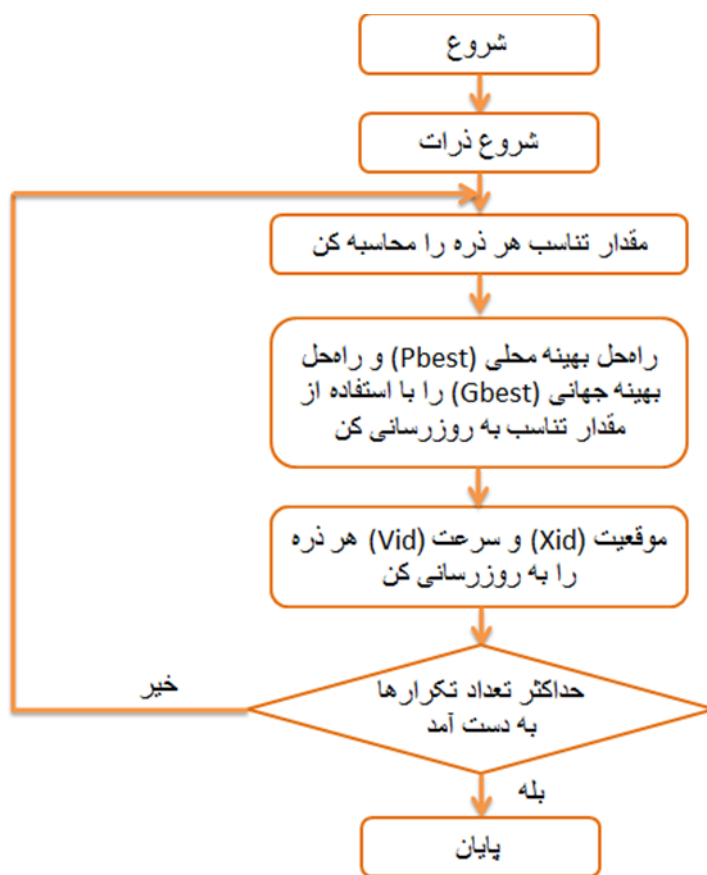 شروع
شروع ذرات
مقدار تناسب هر ذره را محاسبه کن
راه‌حل بهینه محلی (Pbest) و راه‌حل
بهینه جهانی (Gbest) را با استفاده از
مقدار تناسب به روزرسانی کن
موقعیت (Xid) و سرعت (Vid) هر ذره
را به روزرسانی کن
حداکثر تعداد تکرارها
به دست آمد
خیر
بله
پایان